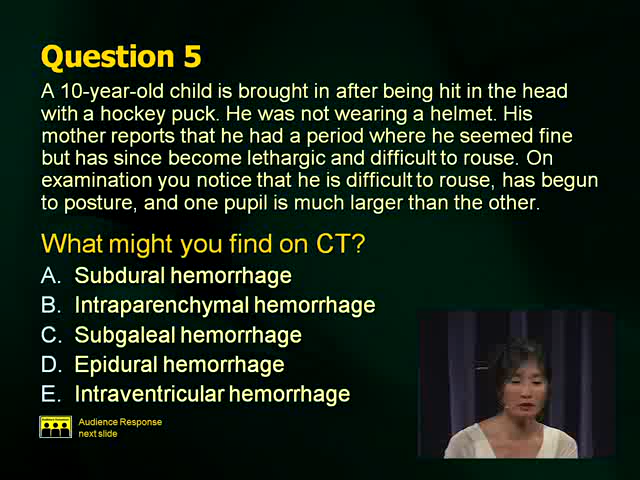 Question 5
A 10-year-old child is brought in after being hit in the head
with a hockey puck. He was not wearing a helmet. His
mother reports that he had a period where he seemed fine
but has since become lethargic and difficult to rouse. On
examination you notice that he is difficult to rouse, has begun
to posture, and one pupil is much larger than the other.
What might you find on CT?
A. Subdural hemorrhage
B. Intraparenchymal hemorrhage
C. Subgaleal hemorrhage
D. Epidural hemorrhage
E. Intraventricular hemorrhage
Audience Response
next slide